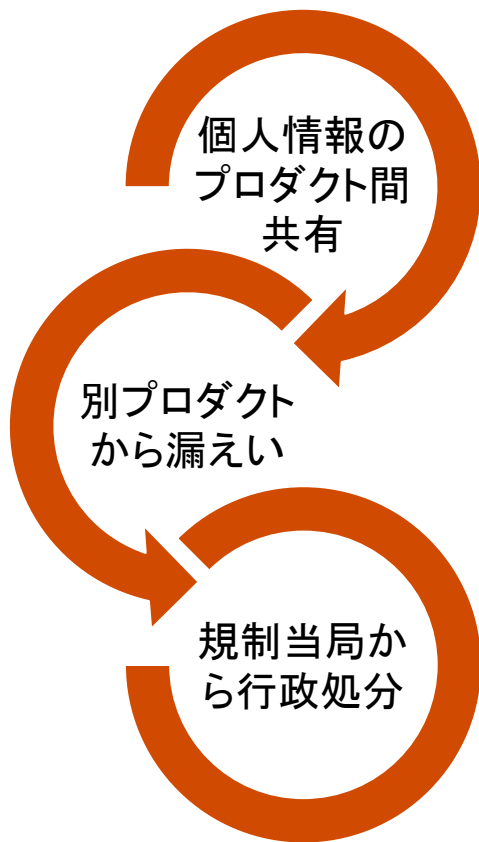 個人情報の
プロダクト間
共有
別プロダクト
から漏えい
規制当局か
ら行政処分